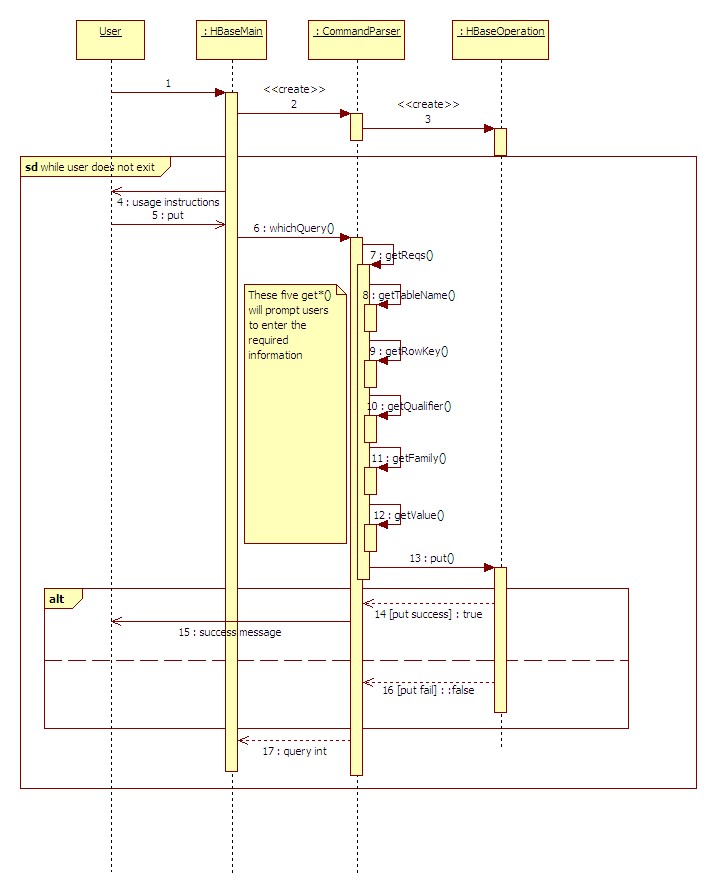 User
: HBaseMain
: CommandParser
: HBaseOperation
1
<<create>>
2
<<create>>
3
sd while user does not exit
4 : usage instructions
5 : put
6 : whichQuery()
7 : getReqs()
These five get*()
will prompt users
to enter the
required
information
8 : getTableName()
9 : getRowKey()
10 : getQualifier()
11 : getFamily()
12 : getValue()
13 : put()
alt
14 [put success] : true
15 : success message
16 [put fail] : :false
17 : query int